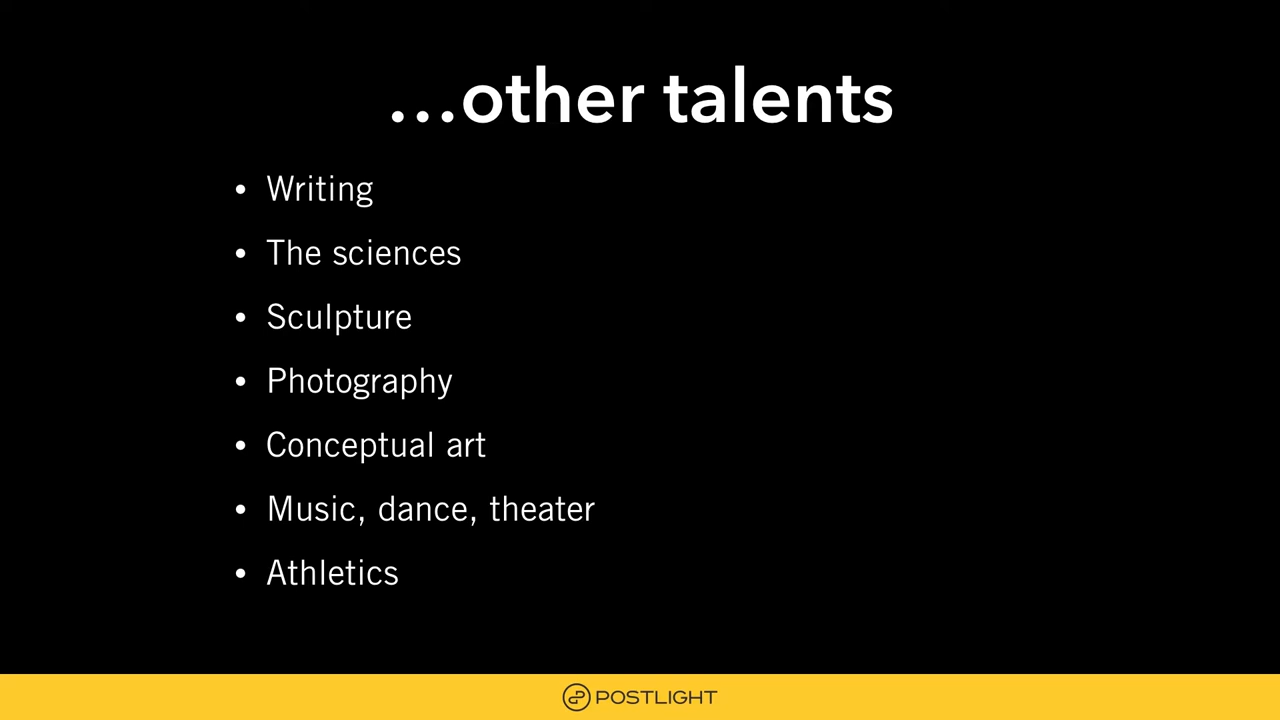 ...other talents
• Writing
• The sciences
• Sculpture
• Photography
• Conceptual art
• Music, dance, theater
• Athletics
POSTLIGHT